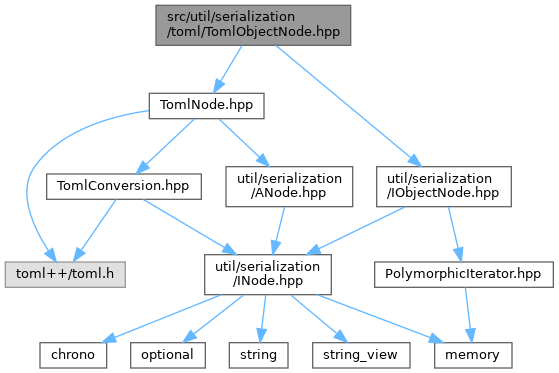 src/util/serialization
/toml/TomlObjectNode.hpp
TomlNode.hpp
TomlConversion.hpp
util/serialization
/ANode.hpp
util/serialization
/IObjectNode.hpp
toml++/toml.h
util/serialization
/INode.hpp
PolymorphicIterator.hpp
chrono
optional
string
string_view
memory